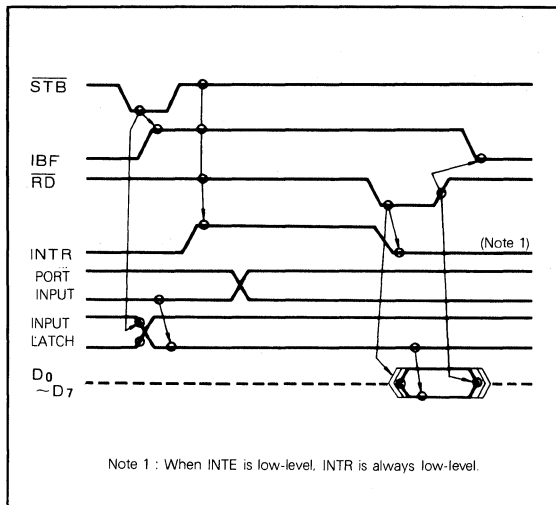 STB
IBF
RD
INTR
(Note 1)
PORT
INPUT
INPUT
LATCH
D0
~D7
Note 1 : When INTE is low-level, INTR is always low-level.